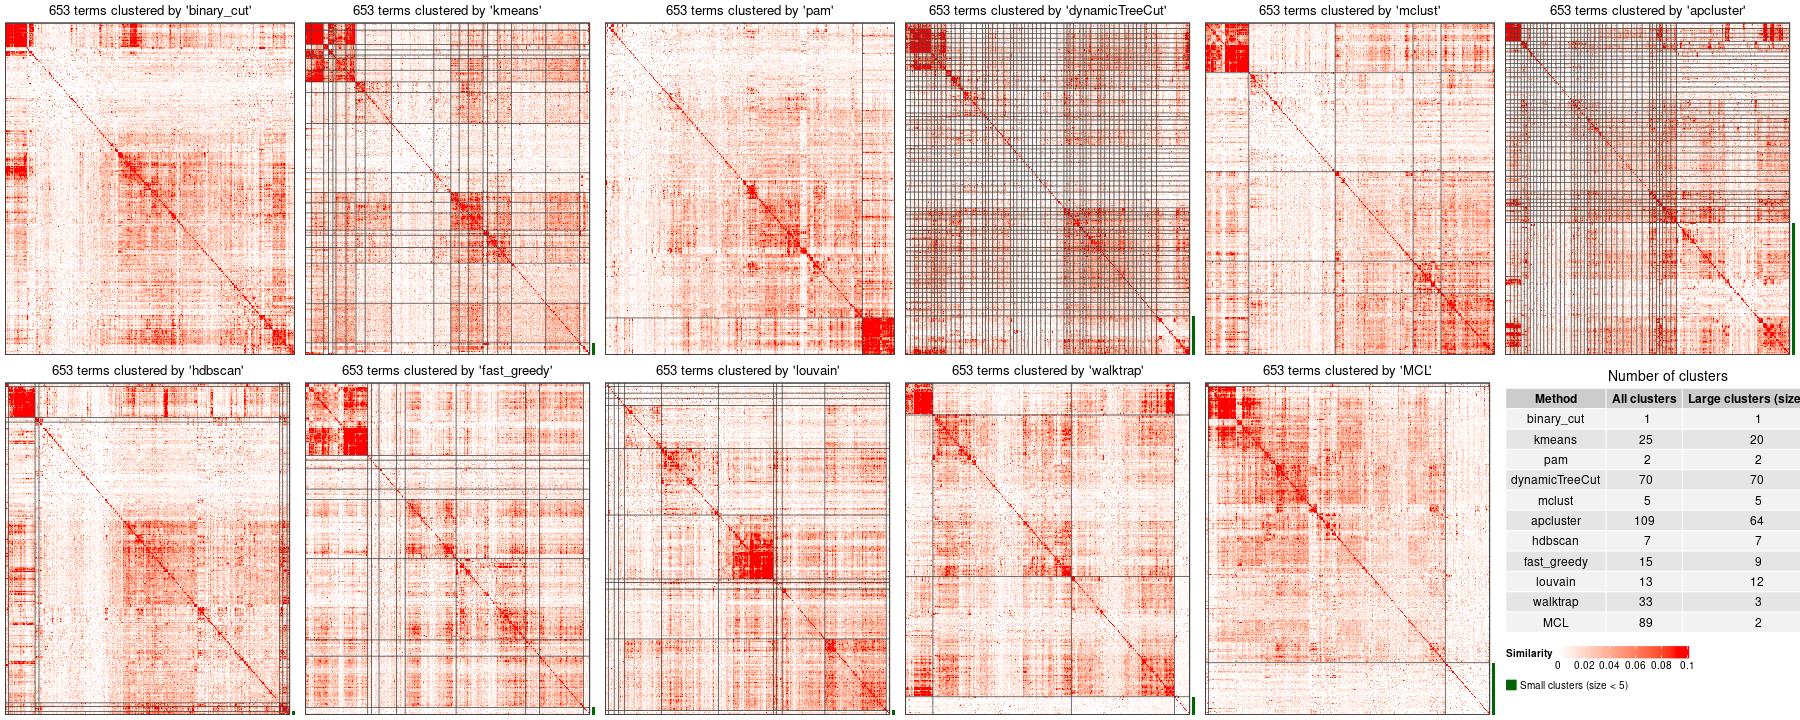 653 terms clustered by 'binary_cut'
653 terms clustered by 'kmeans'
653 terms clustered by 'pam'
653 terms clustered by 'dynamicTreeCut'
653 terms clustered by 'mclust'
653 terms clustered by 'apcluster'
653 terms clustered by 'hdbscan'
653 terms clustered by 'fast_greedy'
653 terms clustered by 'louvain'
653 terms clustered by 'walktrap'
653 terms clustered by 'MCL'
Number of clusters
Method All clusters Large clusters (size
binary_cut 1 1
kmeans 25 20
pam 2 2
dynamicTreeCut 70 70
mclust 5 5
apcluster 109 64
hdbscan 7 7
fast_greedy 15 9
louvain 13 12
walktrap 33 3
MCL 89 2
Similarity
0 0.02 0.04 0.06 0.08 0.1
Small clusters (size < 5)